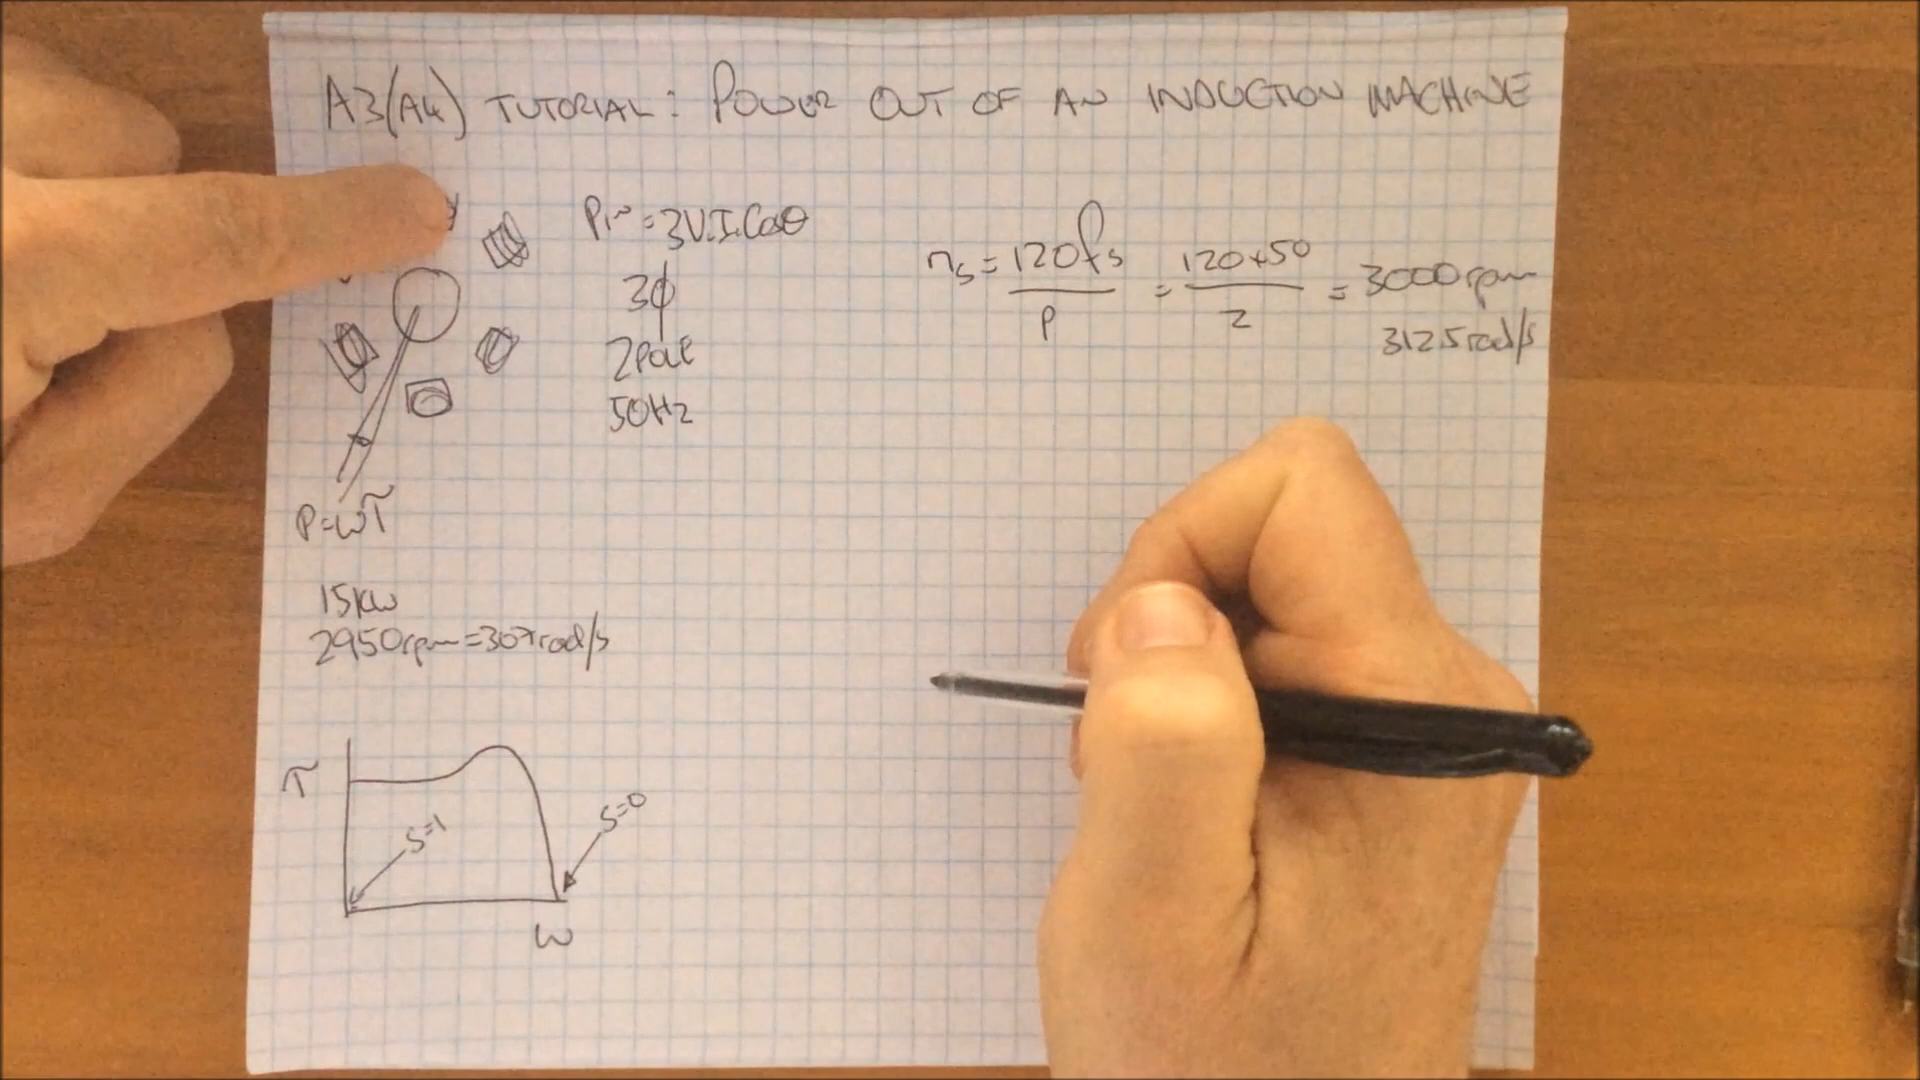 A3(A4) TUTORIAL: POWER OUT OF AN INDUCTION MACHINE
PIN=3V.I.Cosθ
3ϕ
2Pole
50Hz
ns=120fs/P = 120*50/2 = 3000rpm
312.5rad/s
P=ωT
15kw
2950rpm=307rad/s
T
S=1
S=0
ω